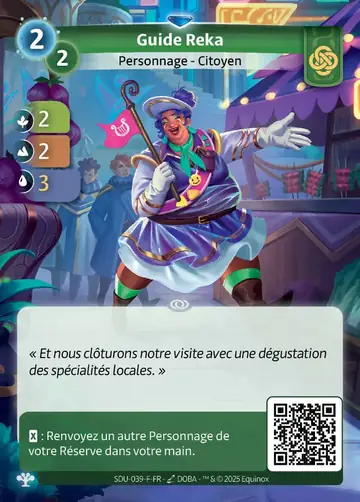 2
2
Guide Reka
Personnage - Citoyen
2
2
3
« Et nous clôturons notre visite avec une dégustation
des spécialités locales. »
X : Renvoyez un autre Personnage de
votre Réserve dans votre main.
SDU-039-F-FR - DOBA - ™ & © 2025 Equinox